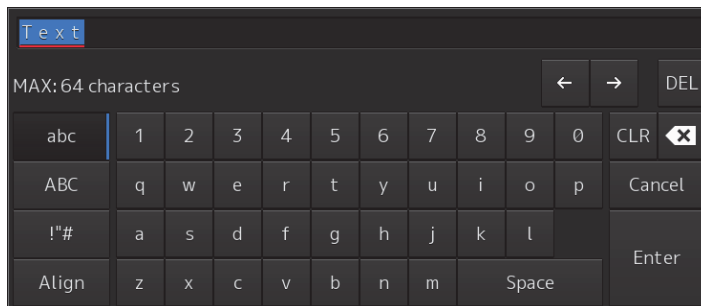 Text
MAX: 64 characters
← → DEL
abc 1 2 3 4 5 6 7 8 9 0 CLR
ABC q w e r t y u i o p Cancel
!"# a s d f g h j k l
Enter
Align z x c v b n m Space